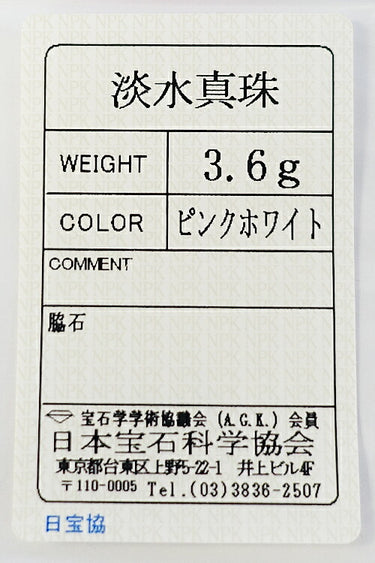 淡水真珠
WEIGHT 3.6g
COLOR ピンクホワイト
COMMENT
脇石
宝石学学術協議会 (A.G.K.) 会員
日本宝石科学協会
東京都台東区上野5-22-1 井上ビル4F
〒110-0005 Tel.(03)3836-2507
日宝協